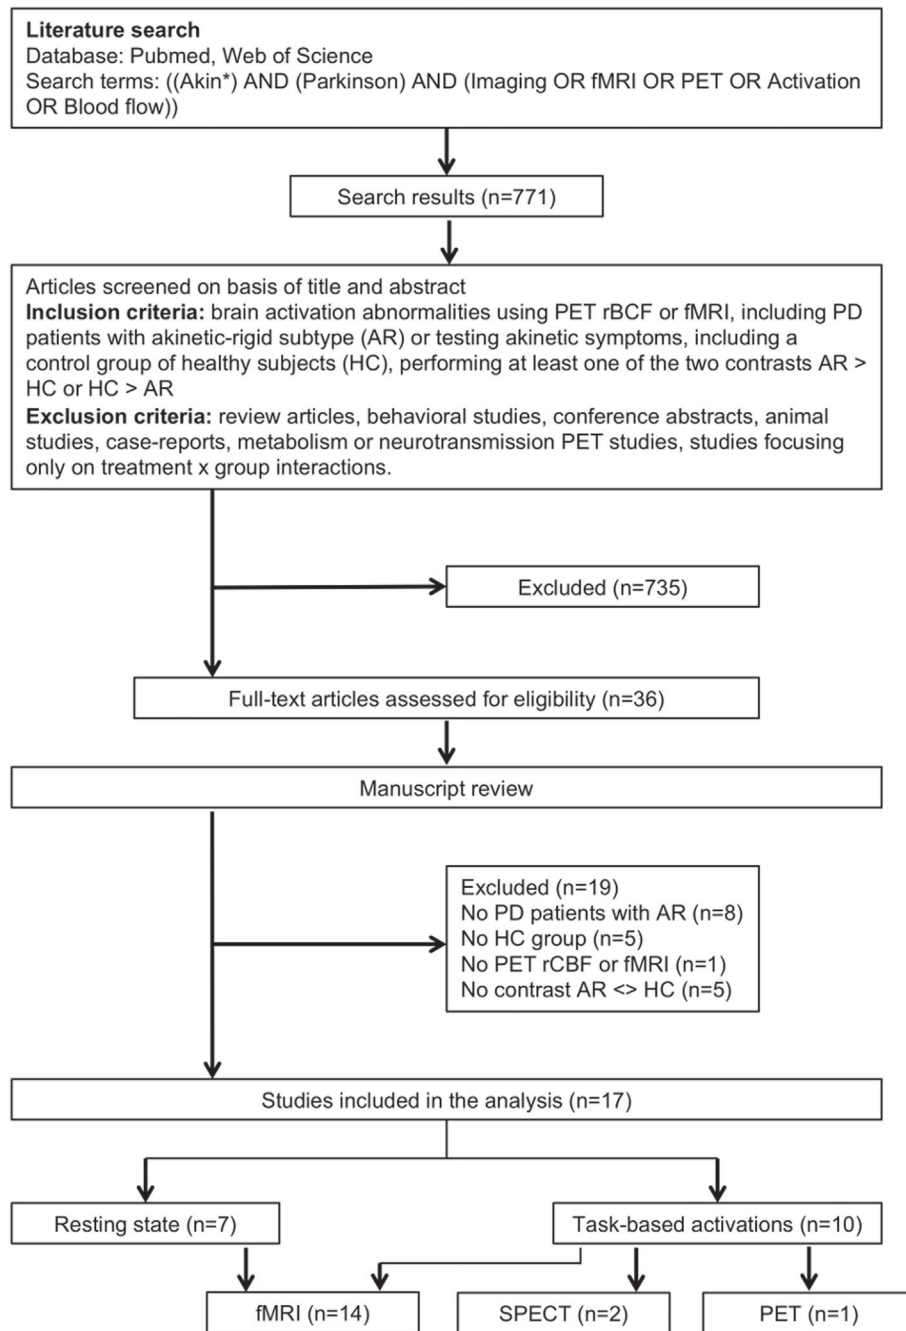 Literature search
Database: Pubmed, Web of Science
Search terms: ((Akin*) AND (Parkinson) AND (Imaging OR fMRI OR PET OR Activation
OR Blood flow))
Search results (n=771)
Articles screened on basis of title and abstract
Inclusion criteria: brain activation abnormalities using PET rBCF or fMRI, including PD
patients with akinetic-rigid subtype (AR) or testing akinetic symptoms, including a
control group of healthy subjects (HC), performing at least one of the two contrasts AR >
HC or HC > AR
Exclusion criteria: review articles, behavioral studies, conference abstracts, animal
studies, case-reports, metabolism or neurotransmission PET studies, studies focusing
only on treatment x group interactions.
Excluded (n=735)
Full-text articles assessed for eligibility (n=36)
Manuscript review
Excluded (n=19)
No PD patients with AR (n=8)
No HC group (n=5)
No PET rCBF or fMRI (n=1)
No contrast AR <> HC (n=5)
Studies included in the analysis (n=17)
Resting state (n=7)
Task-based activations (n=10)
fMRI (n=14)
SPECT (n=2)
PET (n=1)